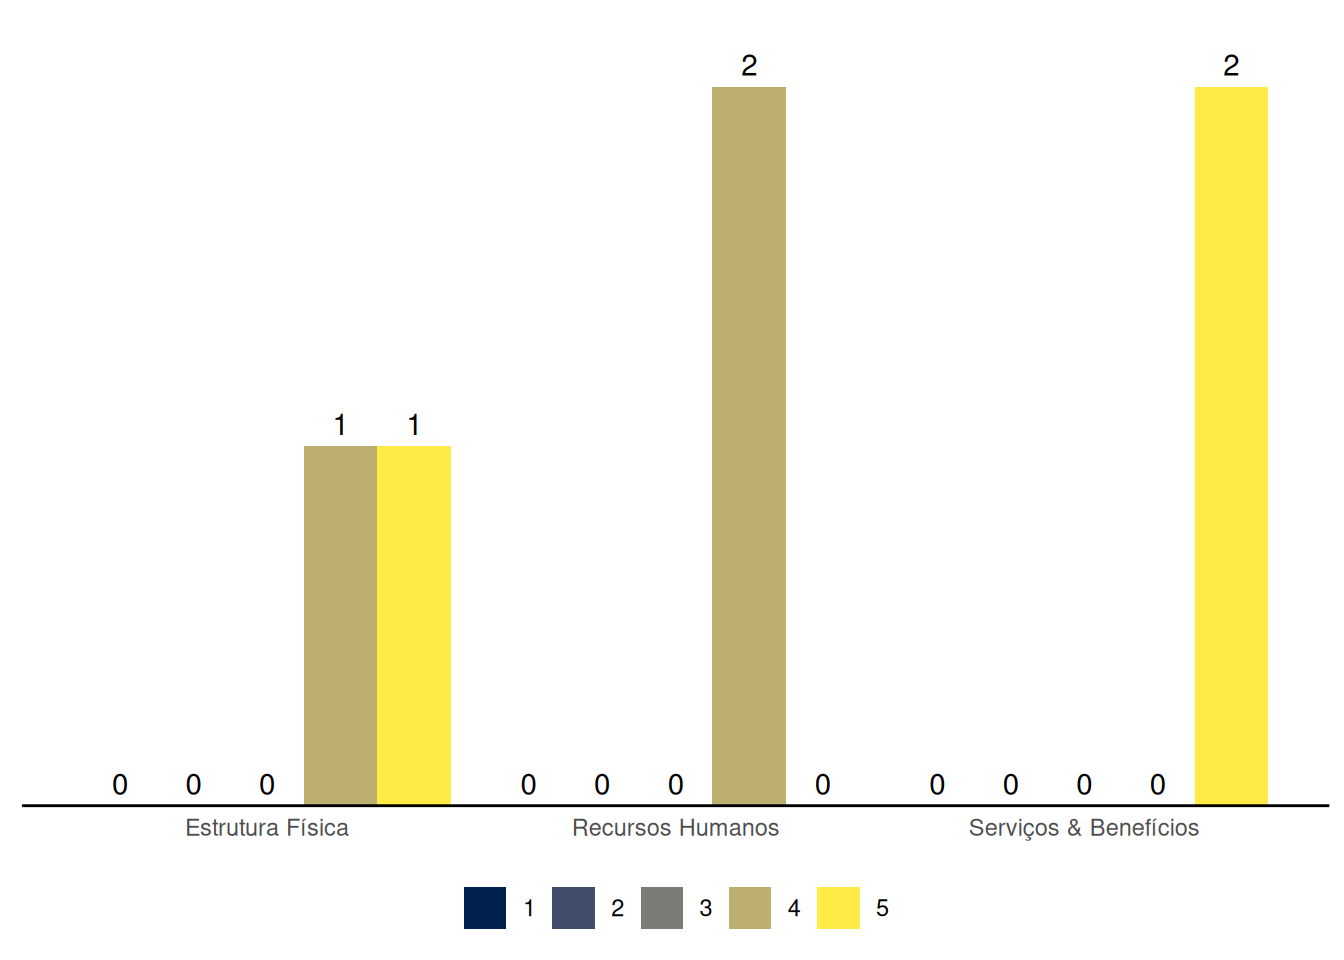 2 2
1 1
0 0 0 0 0 0 0 0 0 0 0
Estrutura Física Recursos Humanos Serviços & Benefícios
1 2 3 4 5